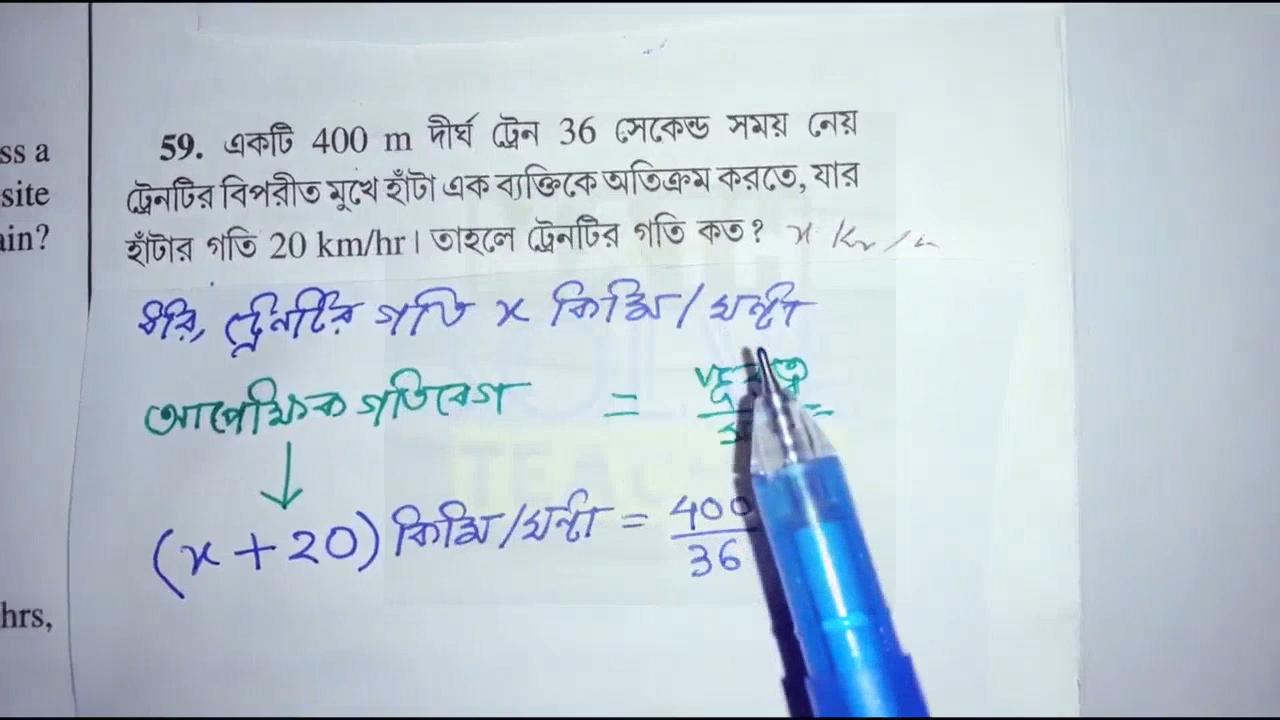 ss a
site
ain?
59. একটি 400 m দীর্ঘ ট্রেন 36 সেকেন্ড সময় নেয়
ট্রেনটির বিপরীত মুখে হাঁটা এক ব্যক্তিকে অতিক্রম করতে, যার
হাঁটার গতি 20 km/hr। তাহলে ট্রেনটির গতি কত? x
ধরি, ট্রেনটির গতি x কিমি/ঘন্টা
আপেক্ষিক গতিবেগ =
(x+20) কিমি/ঘন্টা = 400
36
hrs,